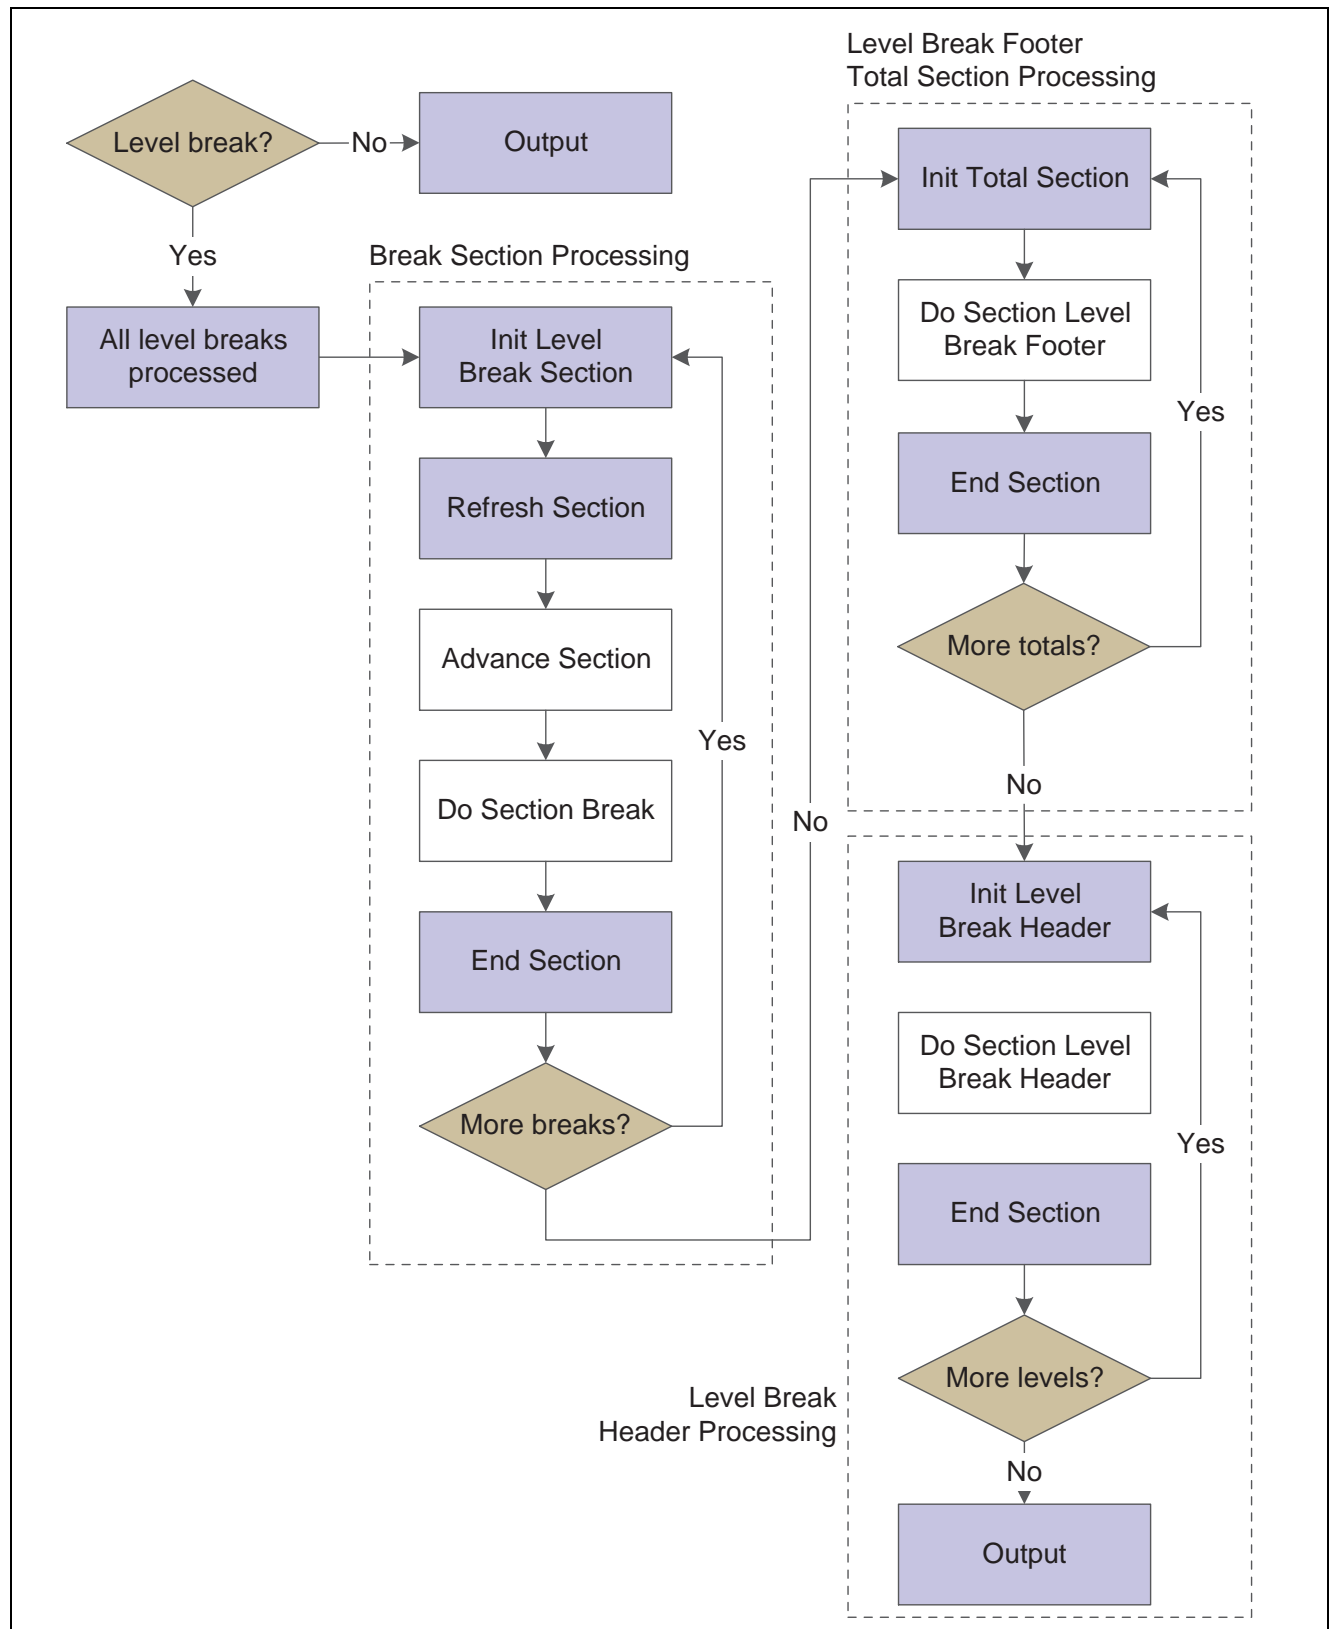 Level break?
No
Output
Yes
All level breaks
processed
Break Section Processing
Init Level
Break Section
Refresh Section
Advance Section
Do Section Break
End Section
More breaks?
Yes
No
Level Break Footer
Total Section Processing
Init Total Section
Do Section Level
Break Footer
End Section
More totals?
Yes
No
Init Level
Break Header
Do Section Level
Break Header
End Section
More levels?
Yes
No
Output
Level Break
Header Processing